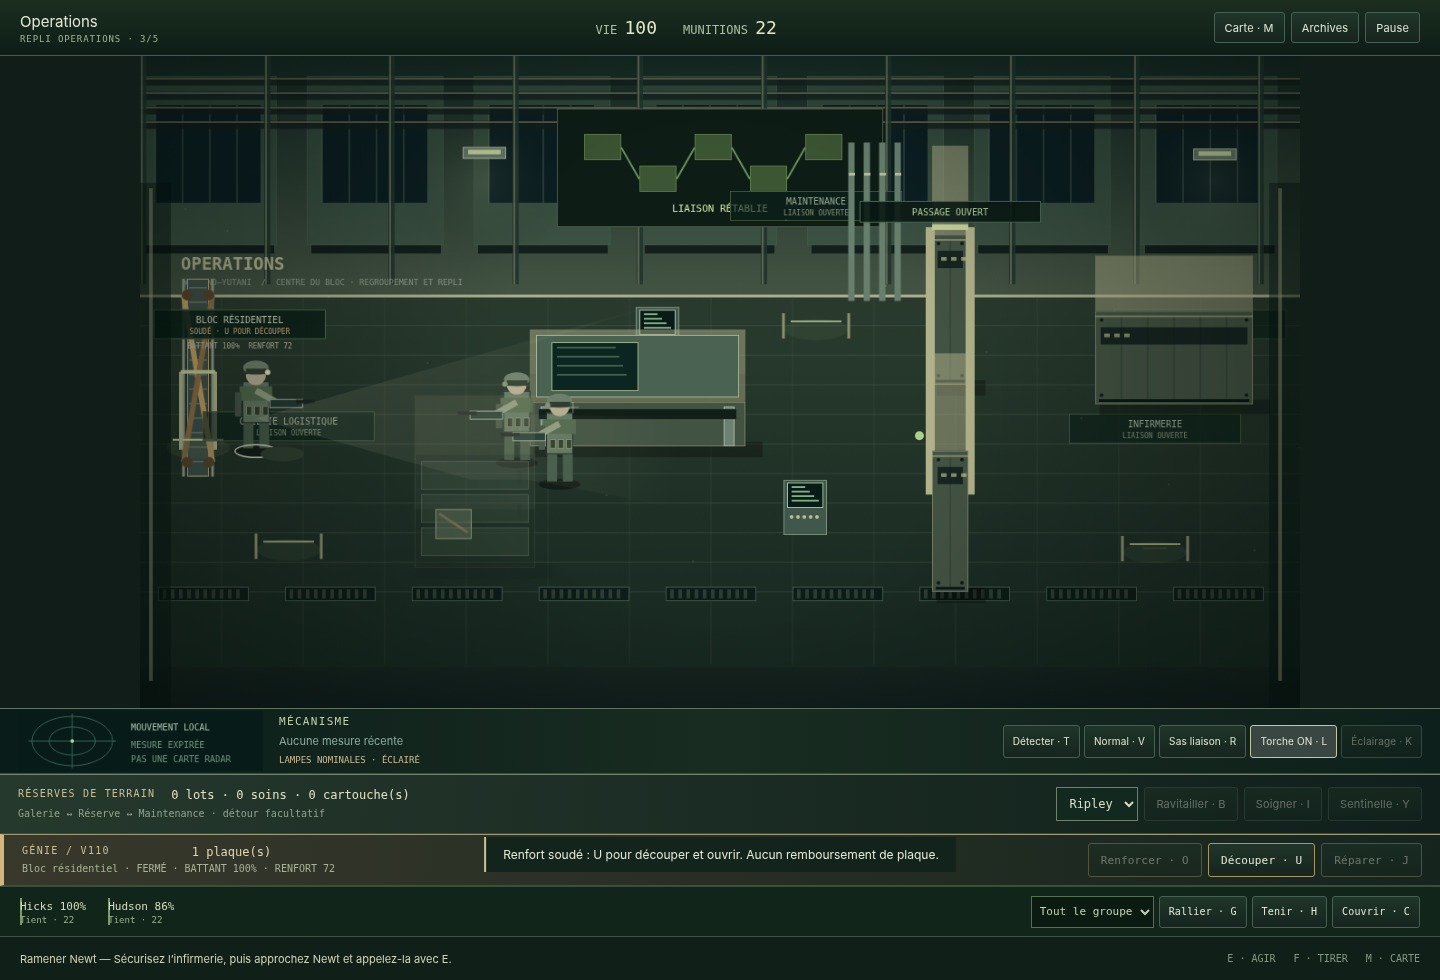 Operations
REPLI OPERATIONS · 3/5
VIE 100 MUNITIONS 22
Carte · M
Archives
Pause
LIAISON RÉTABLIE
MAINTENANCE
LIAISON OUVERTE
PASSAGE OUVERT
OPERATIONS
-YUTANI / CENTRE DU BLOC · REGROUPEMENT ET REPLI
BLOC RÉSIDENTIEL
SOUDÉ · U POUR DÉCOUPER
BATTANT 100% RENFORT 72
LOGISTIQUE
LIAISON OUVERTE
INFIRMERIE
LIAISON OUVERTE
MOUVEMENT LOCAL
MESURE EXPIRÉE
PAS UNE CARTE RADAR
MÉCANISME
Aucune mesure récente
LAMPES NOMINALES · ÉCLAIRÉ
Détecter · T
Normal · V
Sas liaison · R
Torche ON · L
Éclairage · K
RÉSERVES DE TERRAIN 0 lots · 0 soins · 0 cartouche(s)
Galerie ↔ Réserve ↔ Maintenance · détour facultatif
Ripley
Ravitailler · B
Soigner · I
Sentinelle · Y
GÉNIE / V110 1 plaque(s)
Bloc résidentiel · FERMÉ · BATTANT 100% · RENFORT 72
Renfort soudé : U pour découper et ouvrir. Aucun remboursement de plaque.
Renforcer · O
Découper · U
Réparer · J
Hicks 100%
Tient · 22
Hudson 86%
Tient · 22
Tout le groupe
Rallier · G
Tenir · H
Couvrir · C
Ramener Newt — Sécurisez l’infirmerie, puis approchez Newt et appelez-la avec E.
E · AGIR F · TIRER M · CARTE